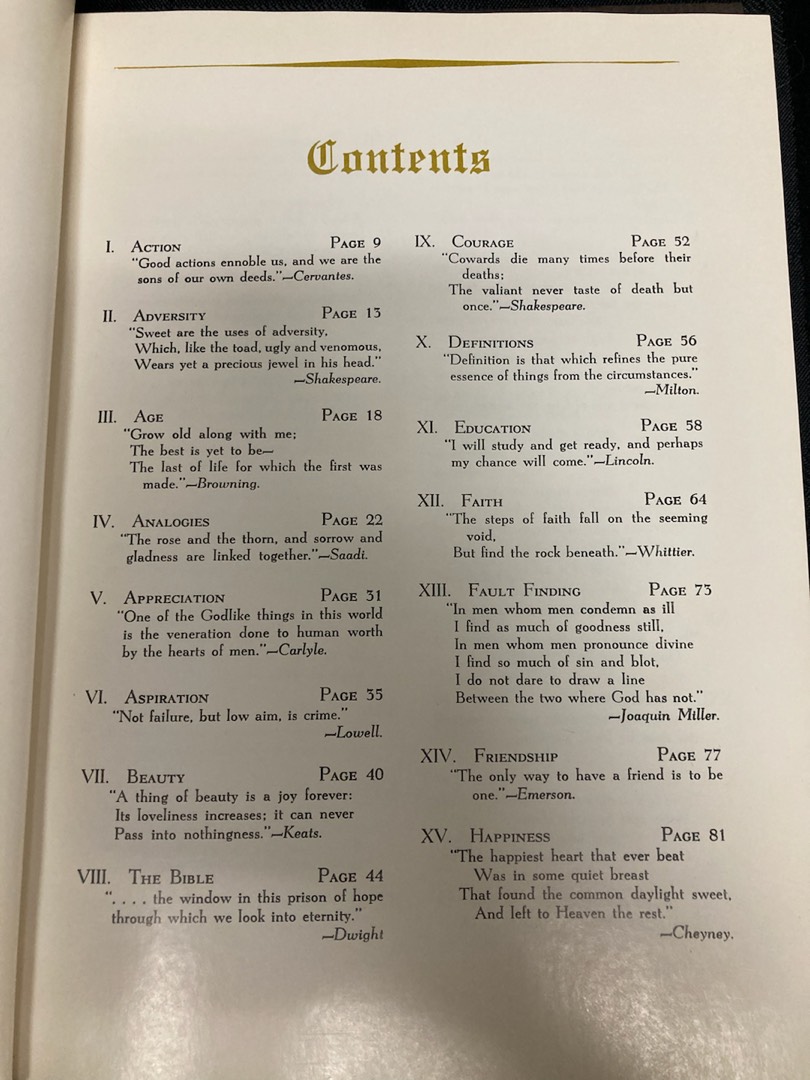 Contents
I. Action Page 9
"Good actions ennoble us, and we are the
sons of our own deeds."—Cervantes.
II. Adversity Page 13
"Sweet are the uses of adversity,
Which, like the toad, ugly and venomous,
Wears yet a precious jewel in his head."
—Shakespeare.
III. Age Page 18
"Grow old along with me;
The best is yet to be—
The last of life for which the first was
made."—Browning.
IV. Analogies Page 22
"The rose and the thorn, and sorrow and
gladness are linked together."—Saadi.
V. Appreciation Page 31
"One of the Godlike things in this world
is the veneration done to human worth
by the hearts of men."—Carlyle.
VI. Aspiration Page 35
"Not failure, but low aim, is crime."
—Lowell.
VII. Beauty Page 40
"A thing of beauty is a joy forever:
Its loveliness increases; it can never
Pass into nothingness."—Keats.
VIII. The Bible Page 44
". . . . the window in this prison of hope
through which we look into eternity."
—Dwight
IX. Courage Page 52
"Cowards die many times before their
deaths;
The valiant never taste of death but
once."—Shakespeare.
X. Definitions Page 56
"Definition is that which refines the pure
essence of things from the circumstances."
—Milton.
XI. Education Page 58
"I will study and get ready, and perhaps
my chance will come."—Lincoln.
XII. Faith Page 64
"The steps of faith fall on the seeming
void,
But find the rock beneath."—Whittier.
XIII. Fault Finding Page 73
"In men whom men condemn as ill
I find as much of goodness still,
In men whom men pronounce divine
I find so much of sin and blot,
I do not dare to draw a line
Between the two where God has not."
—Joaquin Miller.
XIV. Friendship Page 77
"The only way to have a friend is to be
one."—Emerson.
XV. Happiness Page 81
"The happiest heart that ever beat
Was in some quiet breast
That found the common daylight sweet,
And left to Heaven the rest."
—Cheyney.